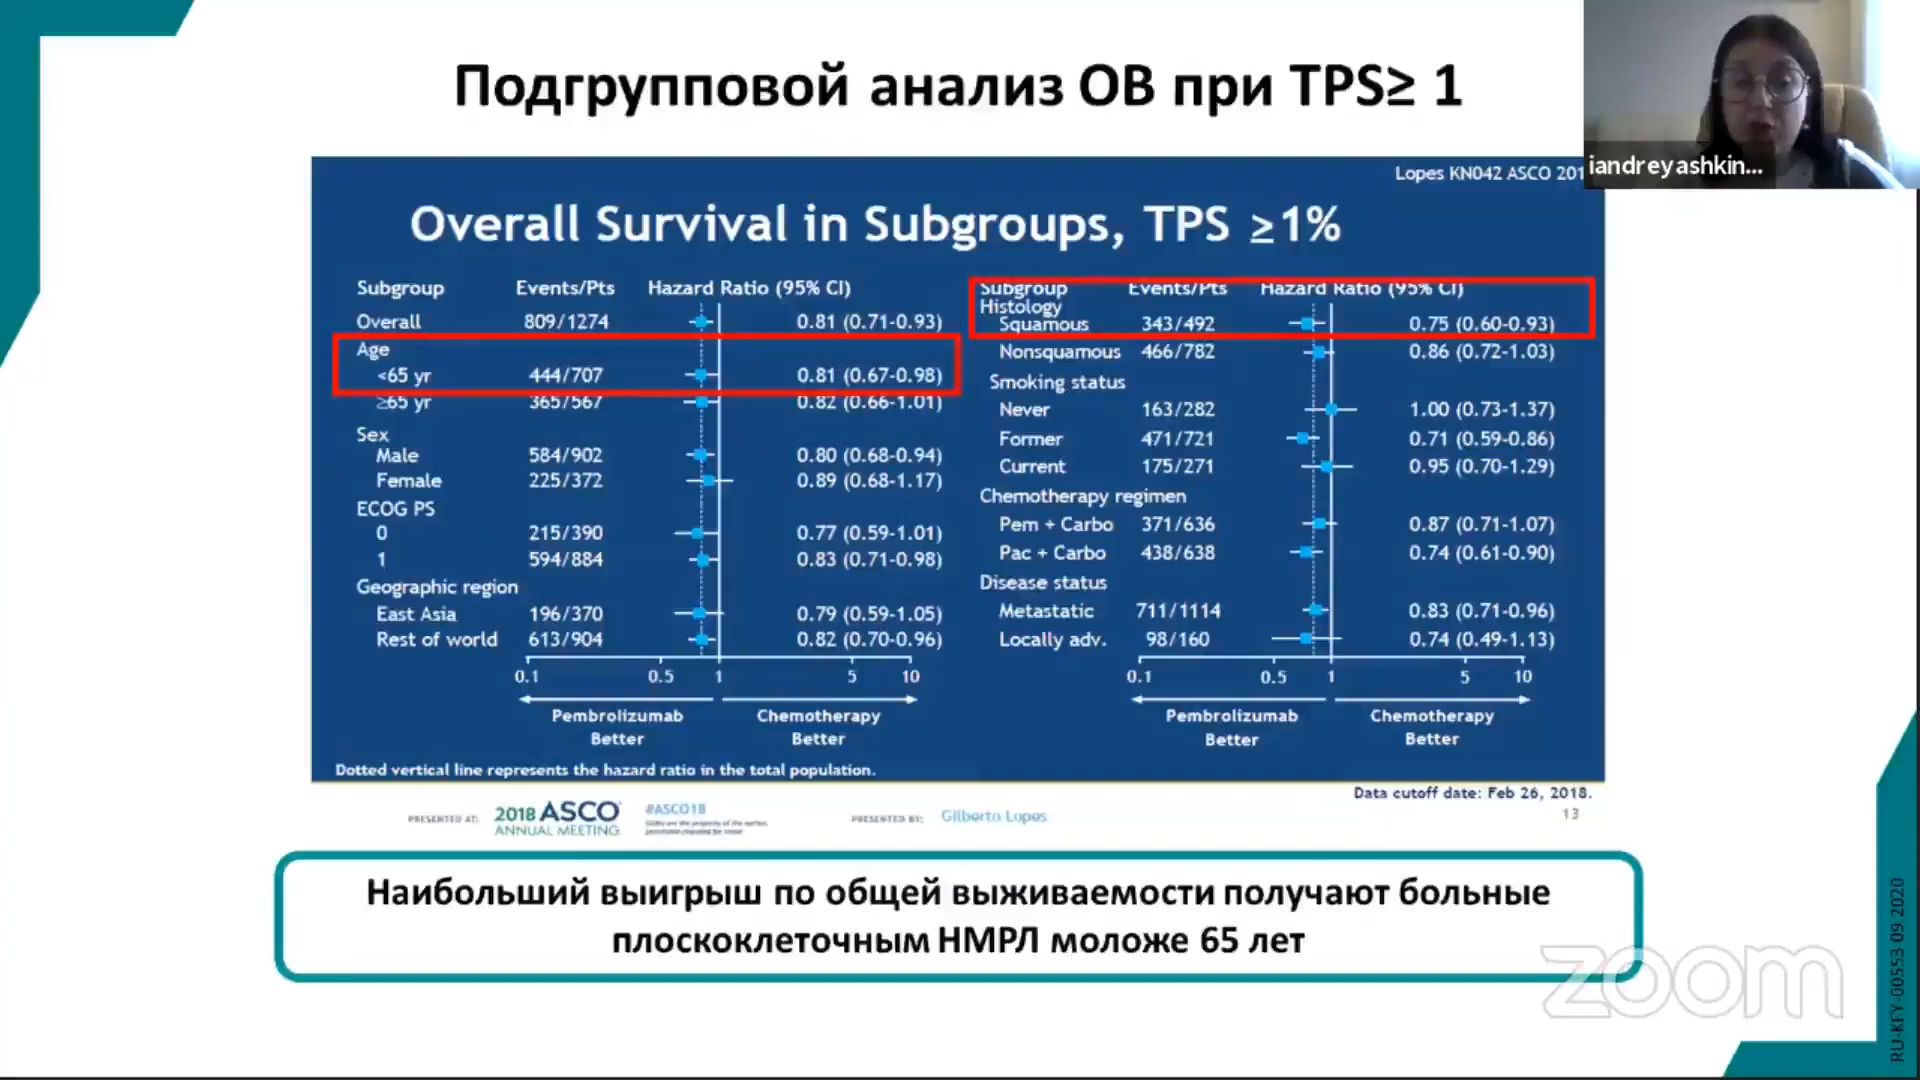 Подгрупповой анализ ОВ при TPS≥ 1
iandreyashkin...
Lopes KN042 ASCO 201
Overall Survival in Subgroups, TPS ≥1%
Subgroup Events/Pts Hazard Ratio (95% CI)
Overall 809/1274 0.81 (0.71-0.93)
Age
<65 yr 444/707 0.81 (0.67-0.98)
≥65 yr 365/567 0.82 (0.66-1.01)
Sex
Male 584/902 0.80 (0.68-0.94)
Female 225/372 0.89 (0.68-1.17)
ECOG PS
0 215/390 0.77 (0.59-1.01)
1 594/884 0.83 (0.71-0.98)
Geographic region
East Asia 196/370 0.79 (0.59-1.05)
Rest of world 613/904 0.82 (0.70-0.96)
0.1 0.5 1 5 10
Pembrolizumab Chemotherapy
Better Better
Subgroup Events/Pts Hazard Ratio (95% CI)
Histology
Squamous 343/492 0.75 (0.60-0.93)
Nonsquamous 466/782 0.86 (0.72-1.03)
Smoking status
Never 163/282 1.00 (0.73-1.37)
Former 471/721 0.71 (0.59-0.86)
Current 175/271 0.95 (0.70-1.29)
Chemotherapy regimen
Pem + Carbo 371/636 0.87 (0.71-1.07)
Pac + Carbo 438/638 0.74 (0.61-0.90)
Disease status
Metastatic 711/1114 0.83 (0.71-0.96)
Locally adv. 98/160 0.74 (0.49-1.13)
0.1 0.5 1 5 10
Pembrolizumab Chemotherapy
Better Better
Dotted vertical line represents the hazard ratio in the total population.
Data cutoff date: Feb 26, 2018.
PRESENTED AT: 2018 ASCO
ANNUAL MEETING
#ASCO18
PRESENTED BY: Gilberto Lopes
13
Наибольший выигрыш по общей выживаемости получают больные
плоскоклеточным НМРЛ моложе 65 лет
zoom
RU-KEY-00553 09 2020